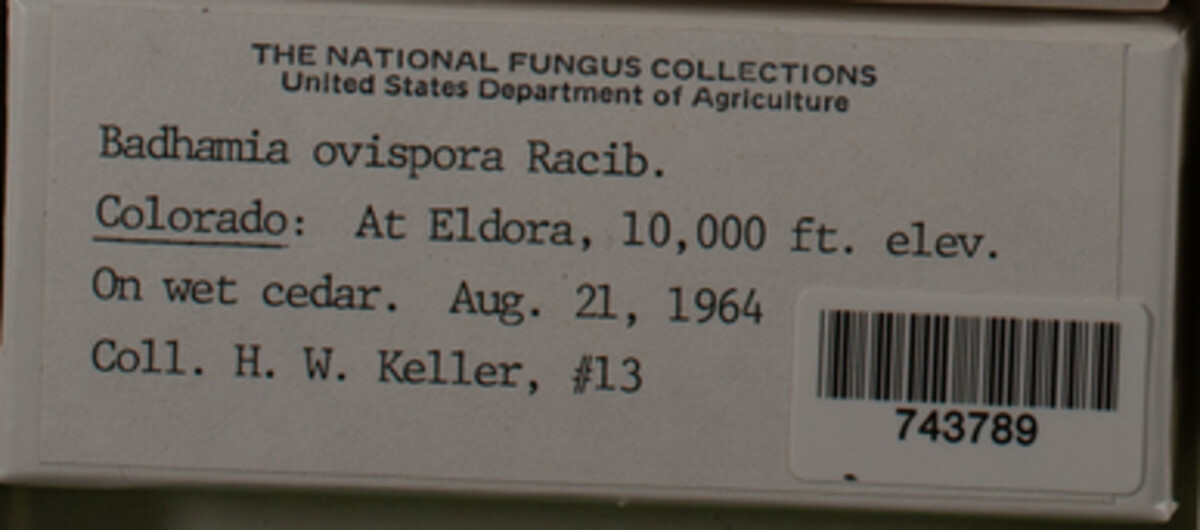 THE NATIONAL FUNGUS COLLECTIONS
United States Department of Agriculture
Badhamia ovispora Racib.
Colorado: At Eldora, 10,000 ft. elev.
On wet cedar. Aug. 21, 1964
Coll. H. W. Keller, #13
743789